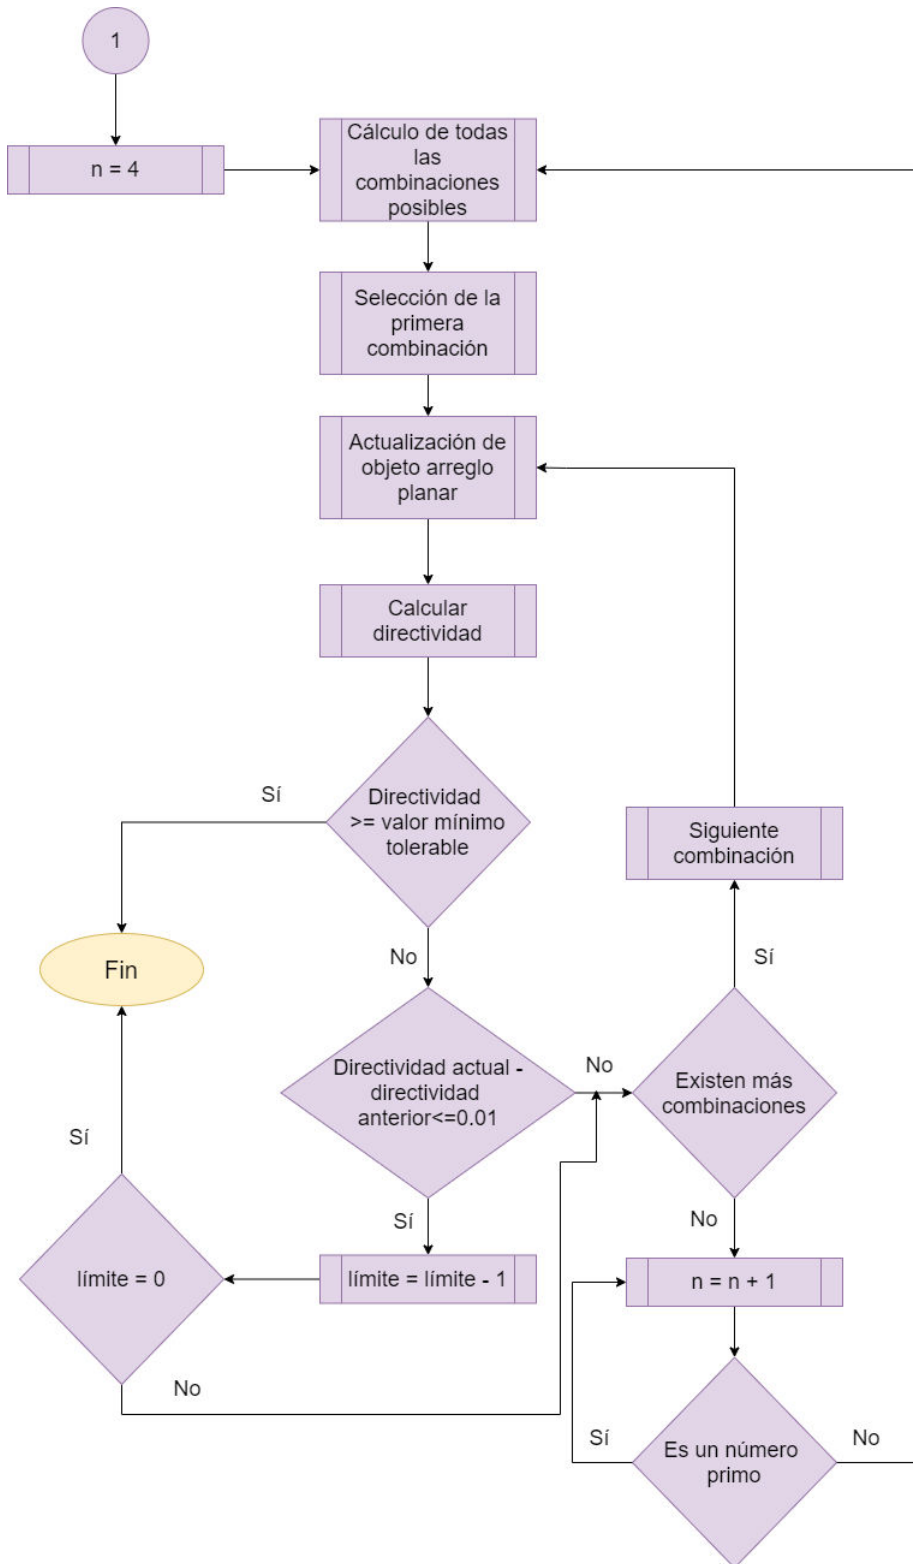 1
n = 4
Cálculo de todas
las
combinaciones
posibles
Selección de la
primera
combinación
Actualización de
objeto arreglo
planar
Calcular
directividad
Directividad
>= valor mínimo
tolerable
Sí
Fin
No
Directividad actual -
directividad
anterior<=0.01
No
Existen más
combinaciones
Sí
Siguiente
combinación
Sí
límite = límite - 1
límite = 0
Sí
No
No
n = n + 1
Es un número
primo
Sí
No